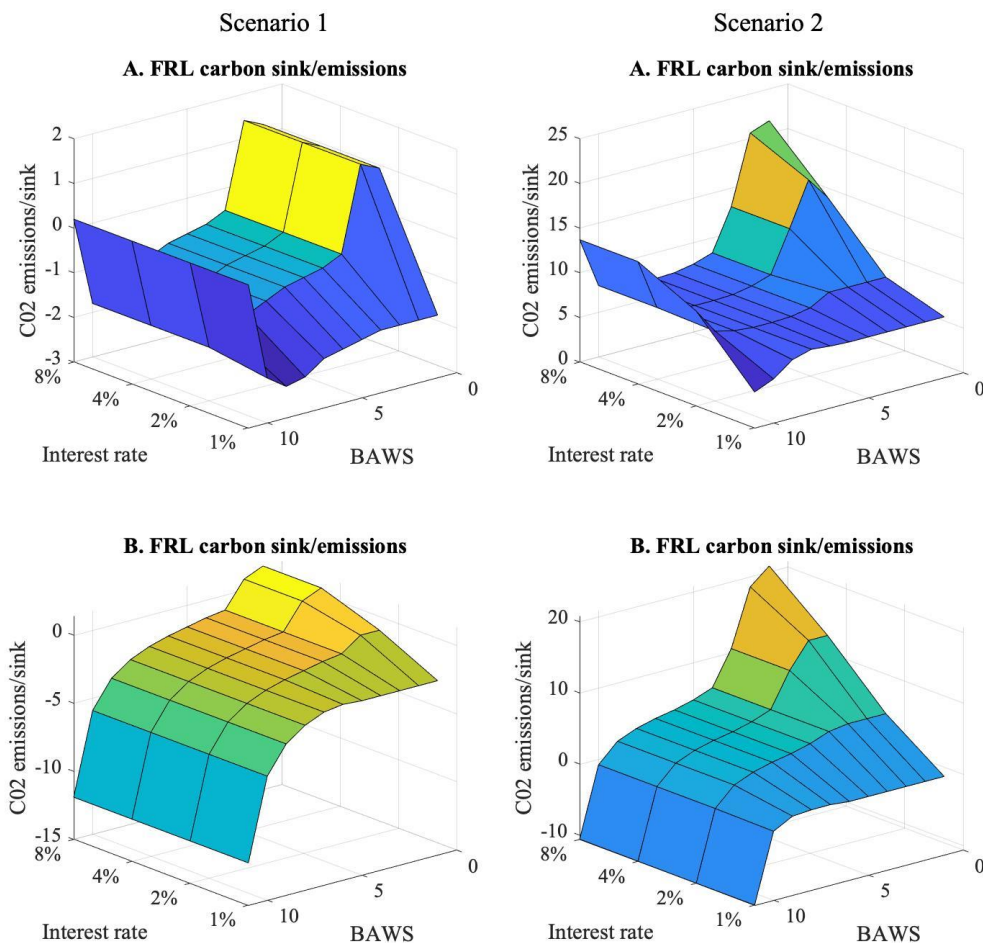 Scenario 1
Scenario 2
A. FRL carbon sink/emissions
A. FRL carbon sink/emissions
C02 emissions/sink
2
1
0
-1
-2
-3
8%
4%
2%
1%
Interest rate
10
5
0
BAWS
C02 emissions/sink
25
20
15
10
5
0
8%
4%
2%
1%
Interest rate
10
5
0
BAWS
B. FRL carbon sink/emissions
B. FRL carbon sink/emissions
C02 emissions/sink
0
-5
-10
-15
8%
4%
2%
1%
Interest rate
10
5
0
BAWS
C02 emissions/sink
20
10
0
-10
8%
4%
2%
1%
Interest rate
10
5
0
BAWS